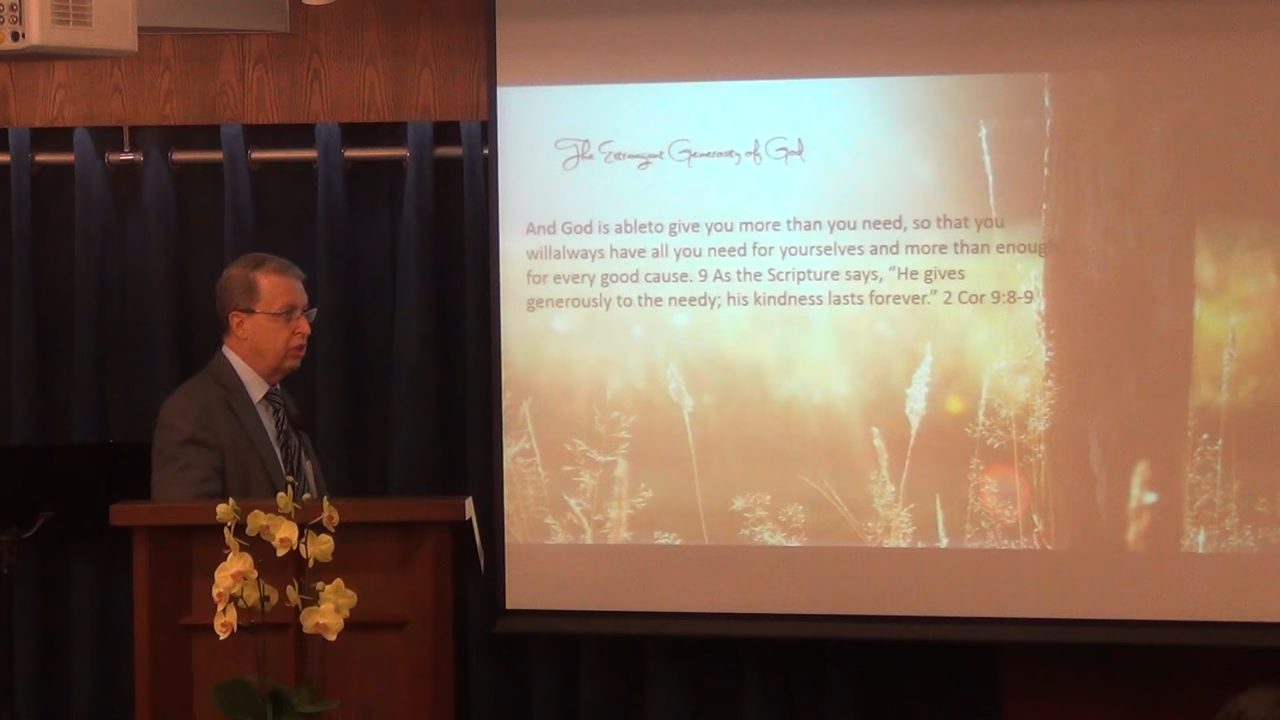 The Extravagant Generosity of God
And God is ableto give you more than you need, so that you
willalways have all you need for yourselves and more than enough
for every good cause. 9 As the Scripture says, “He gives
generously to the needy; his kindness lasts forever.” 2 Cor 9:8-9